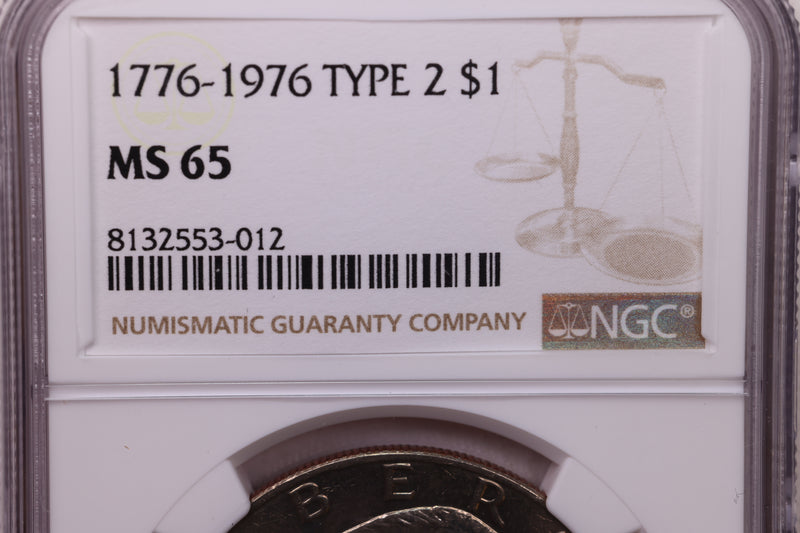 1776-1976 TYPE 2 $1
MS 65
8132553-012
NUMISMATIC GUARANTY COMPANY
NGC®
B E R